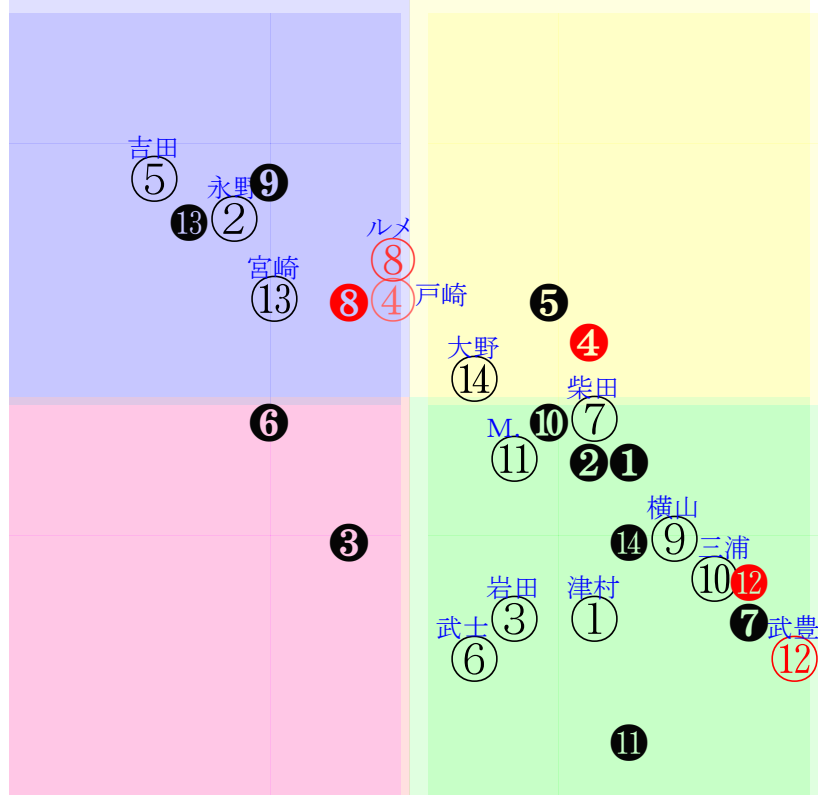 吉田
⑤
永野
❾
⓭
②
ルメ
⑧
宮崎
⑬
❽
④
戸崎
❺
❹
大野
⑭
柴田
❻
❿
⑦
M.
⑪
❷
❶
横山
❸
⓮
⑨
三浦
⑩
⓬
岩田
③
津村
①
❼
武豊
武士
⑥
⑫
⓫